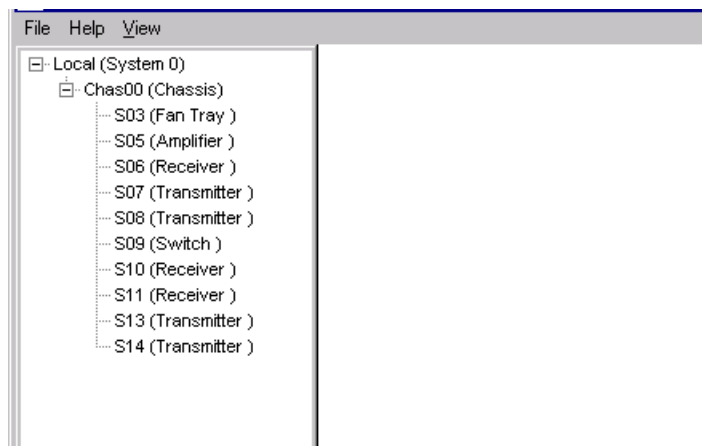 File Help View
Local (System 0)
Chas00 (Chassis)
S03 (Fan Tray )
S05 (Amplifier )
S06 (Receiver )
S07 (Transmitter )
S08 (Transmitter )
S09 (Switch )
S10 (Receiver )
S11 (Receiver )
S13 (Transmitter )
S14 (Transmitter )